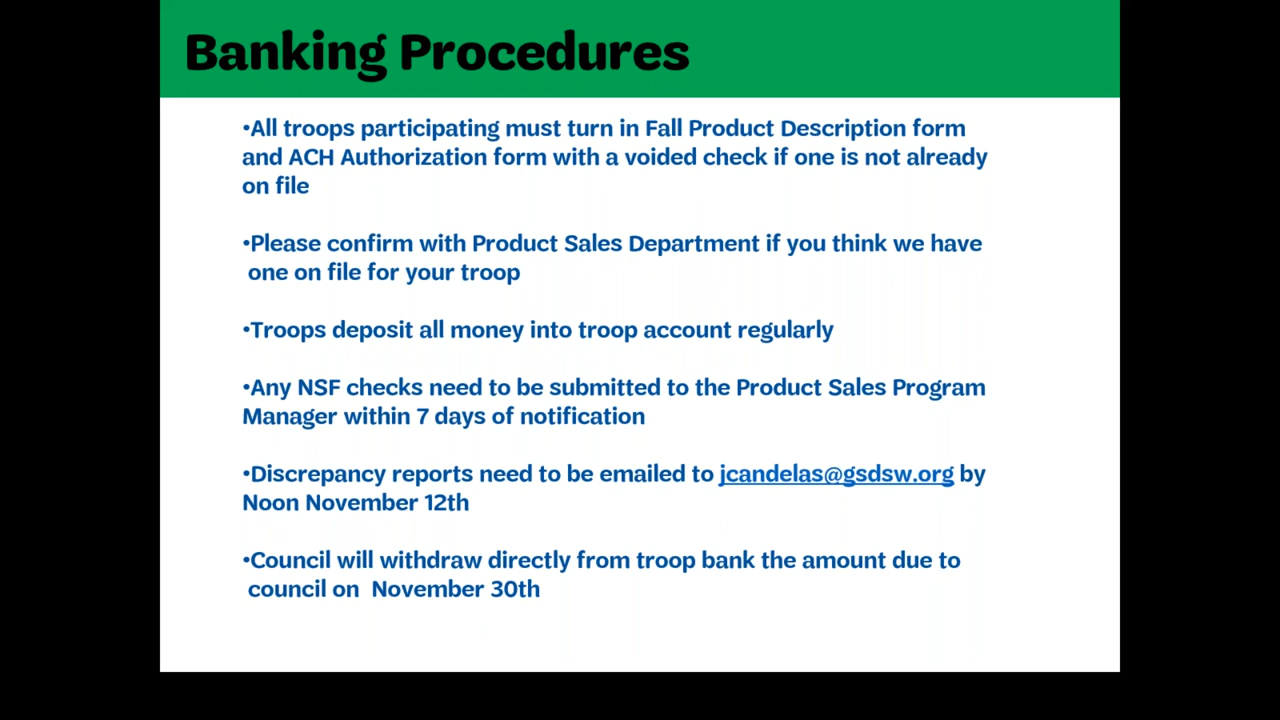 Banking Procedures
•All troops participating must turn in Fall Product Description form
and ACH Authorization form with a voided check if one is not already
on file
•Please confirm with Product Sales Department if you think we have
one on file for your troop
•Troops deposit all money into troop account regularly
•Any NSF checks need to be submitted to the Product Sales Program
Manager within 7 days of notification
•Discrepancy reports need to be emailed to jcandelas@gsdsw.org by
Noon November 12th
•Council will withdraw directly from troop bank the amount due to
council on  November 30th